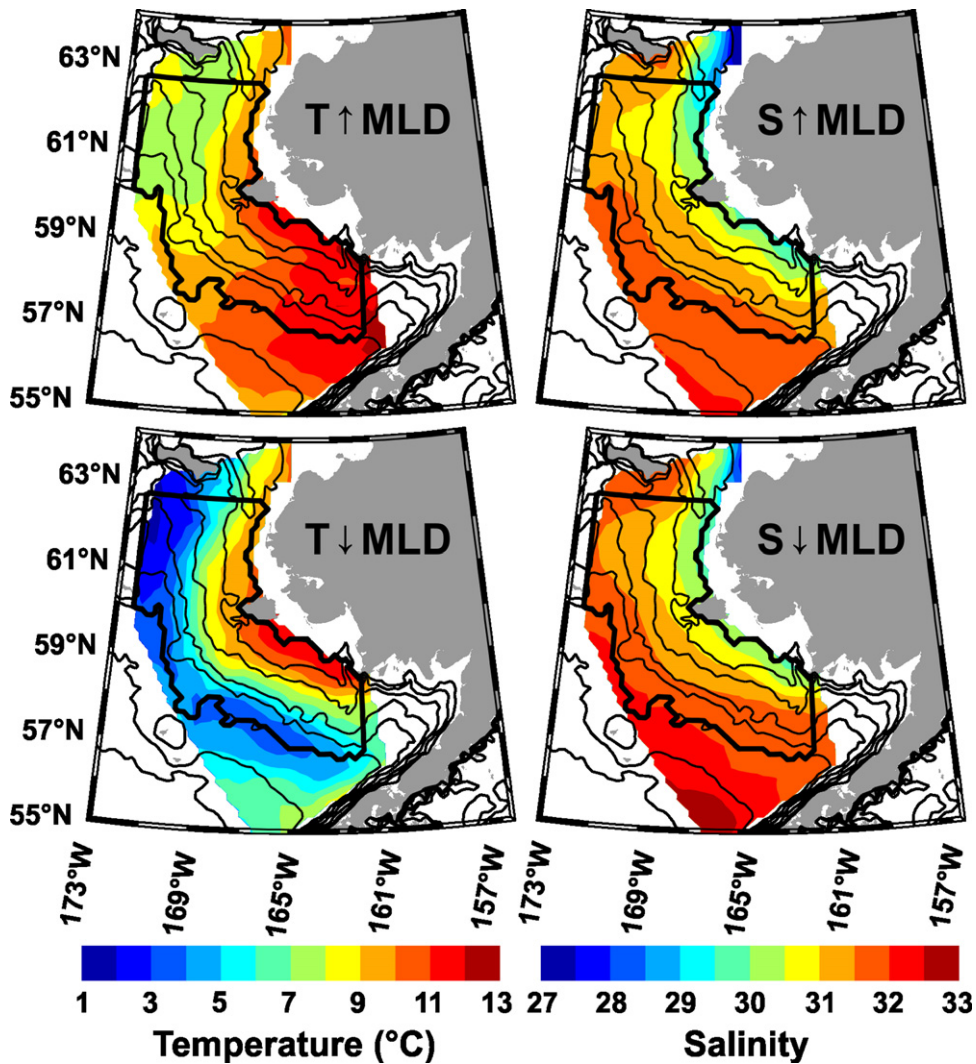 63°N
61°N
59°N
57°N
55°N
T ↑ MLD
S ↑ MLD
63°N
61°N
59°N
57°N
55°N
T ↓ MLD
S ↓ MLD
173°W 169°W 165°W 161°W 157°W
173°W 169°W 165°W 161°W 157°W
1 3 5 7 9 11 13
27 28 29 30 31 32 33
Temperature (°C)
Salinity